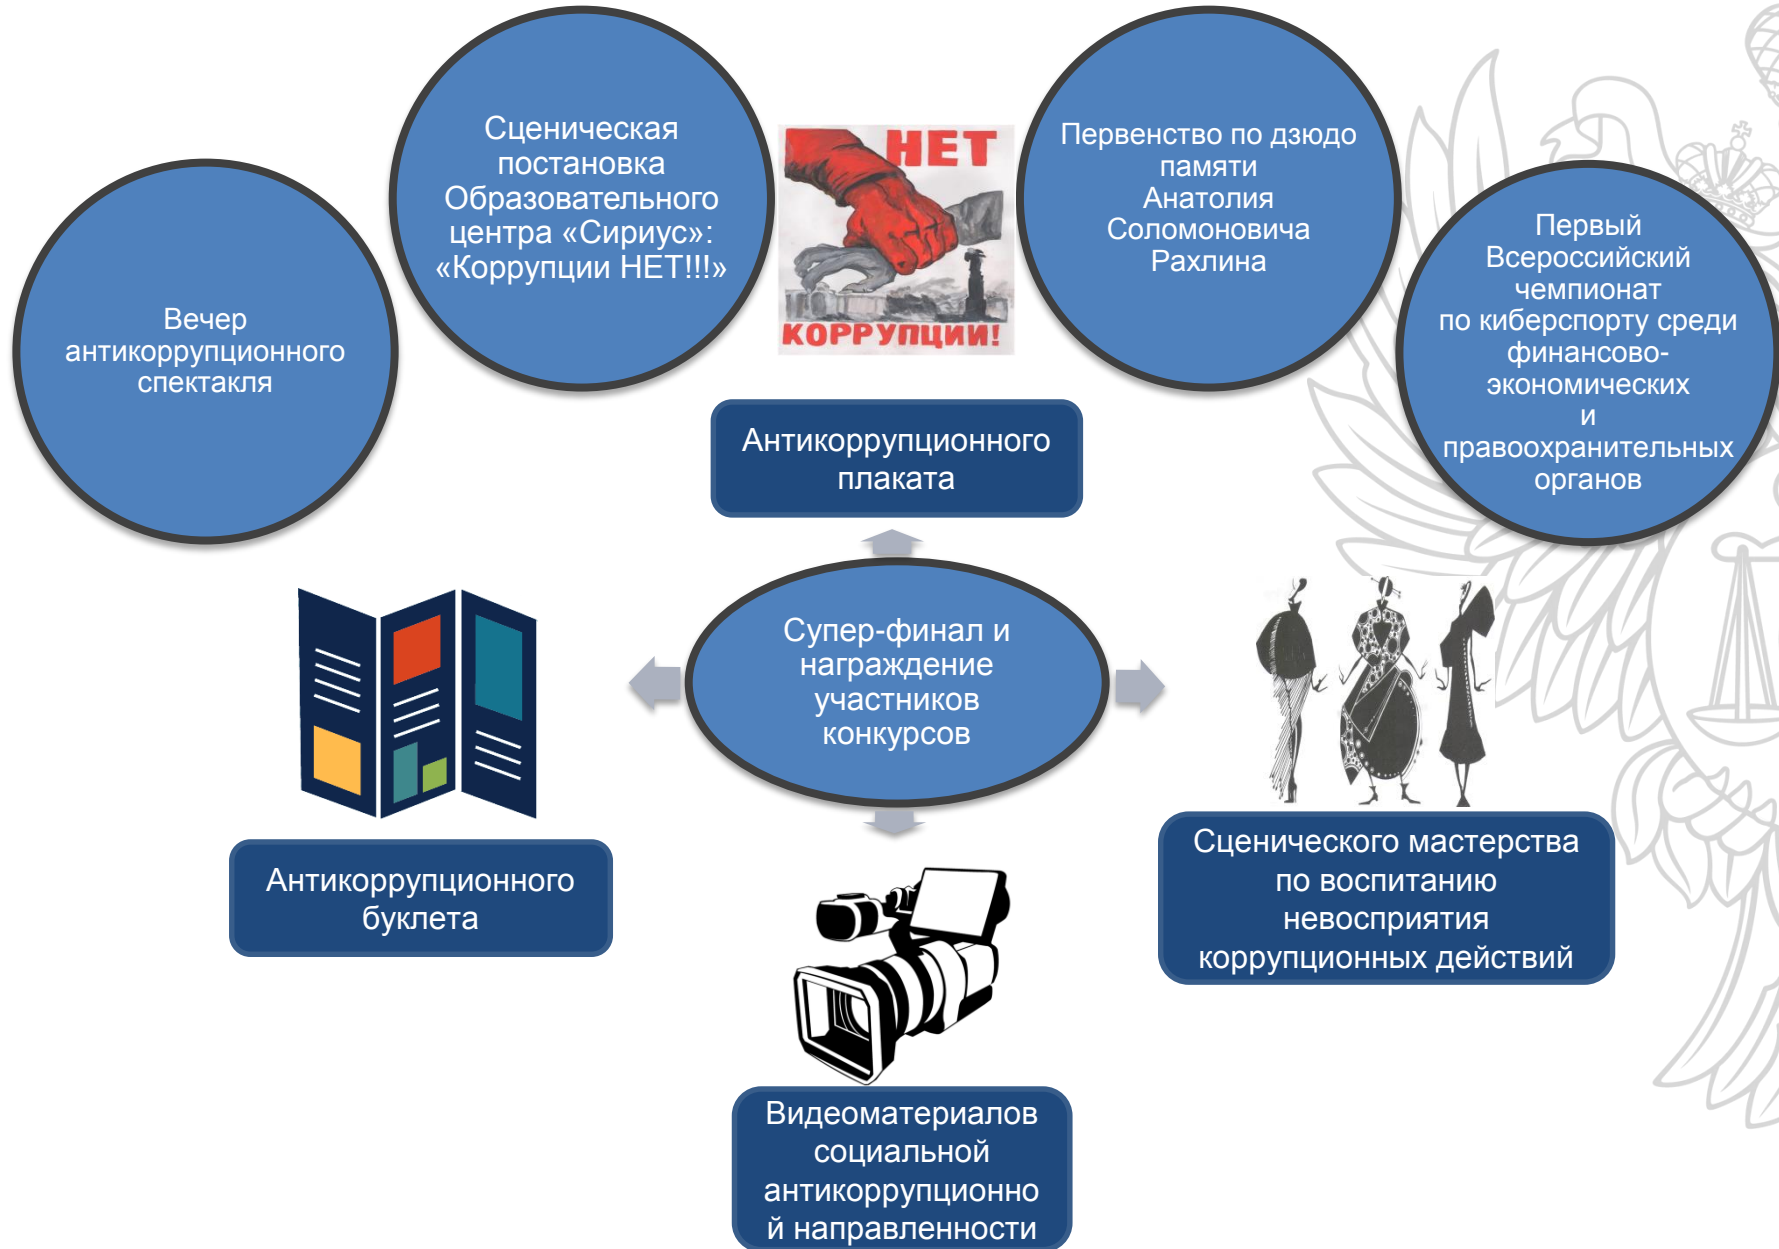 Вечер
антикоррупционного
спектакля
Сценическая
постановка
Образовательного
центра «Сириус»:
«Коррупции НЕТ!!!»
НЕТ
КОРРУПЦИИ!
Первенство по дзюдо
памяти
Анатолия
Соломоновича
Рахлина
Первый
Всероссийский
чемпионат
по киберспорту среди
финансово-
экономических
и
правоохранительных
органов
Антикоррупционного
плаката
Супер-финал и
награждение
участников
конкурсов
Антикоррупционного
буклета
Сценического мастерства
по воспитанию
невосприятия
коррупционных действий
Видеоматериалов
социальной
антикоррупционно
й направленности